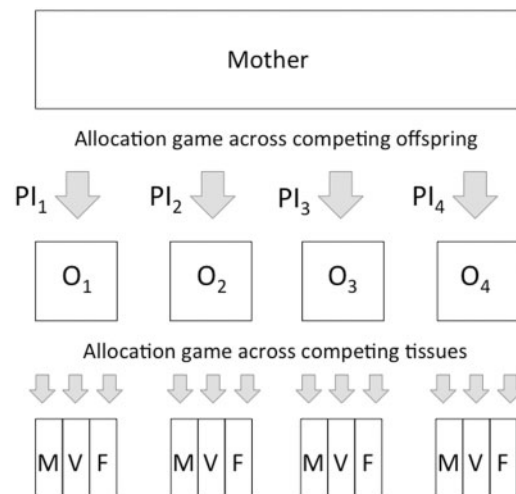 Mother
Allocation game across competing offspring
PI₁ PI₂ PI₃ PI₄
O₁ O₂ O₃ O₄
Allocation game across competing tissues
M V F M V F M V F M V F